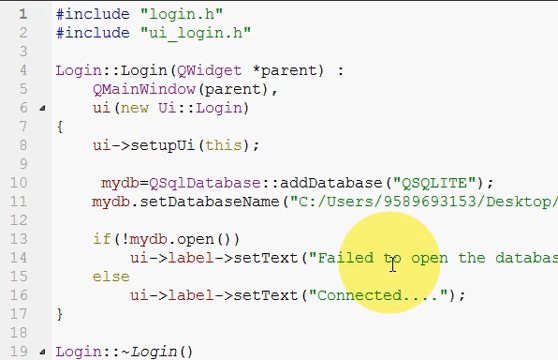 1 #include "login.h"
2 #include "ui_login.h"
3
4 Login::Login(QWidget *parent) :
5 QMainWindow(parent),
6 ui(new Ui::Login)
7 {
8 ui->setupUi(this);
9
10 mydb=QSqlDatabase::addDatabase("QSQLITE");
11 mydb.setDatabaseName("C:/Users/9589693153/Desktop/
12
13 if(!mydb.open())
14 ui->label->setText("Failed to open the databas
15 else
16 ui->label->setText("Connected....");
17 }
18
19 Login::~Login()